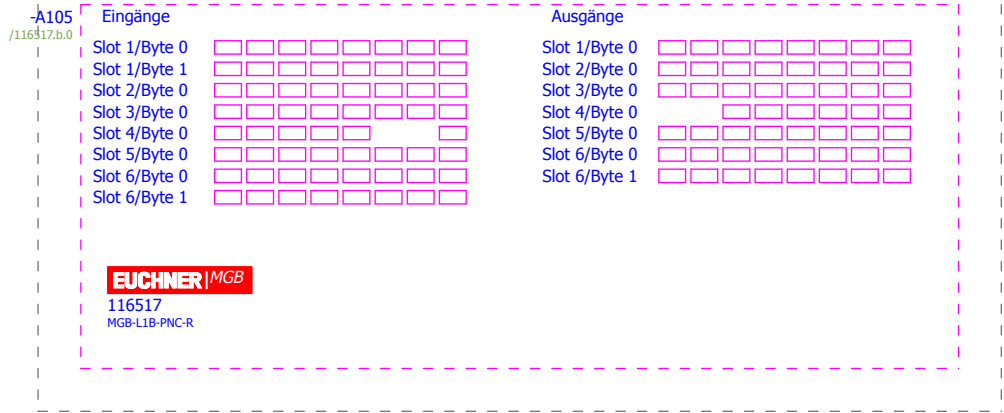 -A105 Eingänge Ausgänge
/116517.b.0
Slot 1/Byte 0 Slot 1/Byte 0
Slot 1/Byte 1 Slot 2/Byte 0
Slot 2/Byte 0 Slot 3/Byte 0
Slot 3/Byte 0 Slot 4/Byte 0
Slot 4/Byte 0 Slot 5/Byte 0
Slot 5/Byte 0 Slot 6/Byte 0
Slot 6/Byte 0 Slot 6/Byte 1
Slot 6/Byte 1
EUCHNER|MGB
116517
MGB-L1B-PNC-R